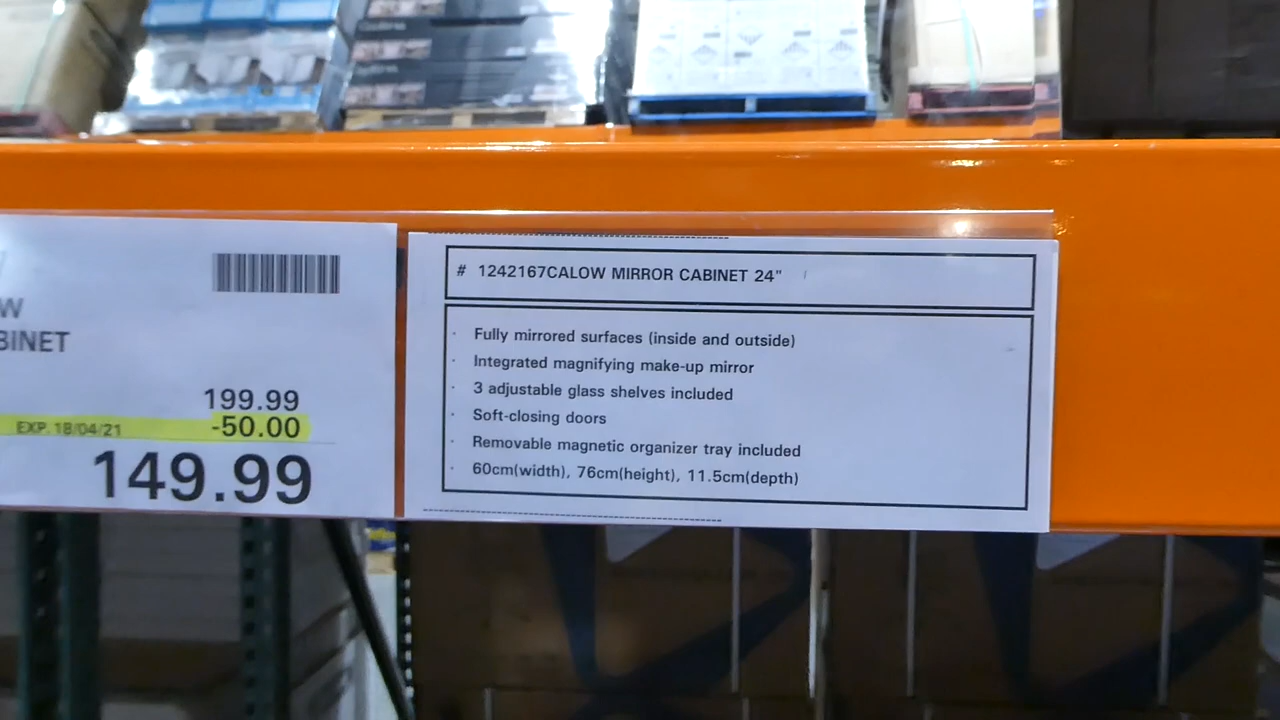 W
BINET
199.99
EXP. 18/04/21 -50.00
149.99
# 1242167CALOW MIRROR CABINET 24"
· Fully mirrored surfaces (inside and outside)
· Integrated magnifying make-up mirror
· 3 adjustable glass shelves included
· Soft-closing doors
· Removable magnetic organizer tray included
· 60cm(width), 76cm(height), 11.5cm(depth)